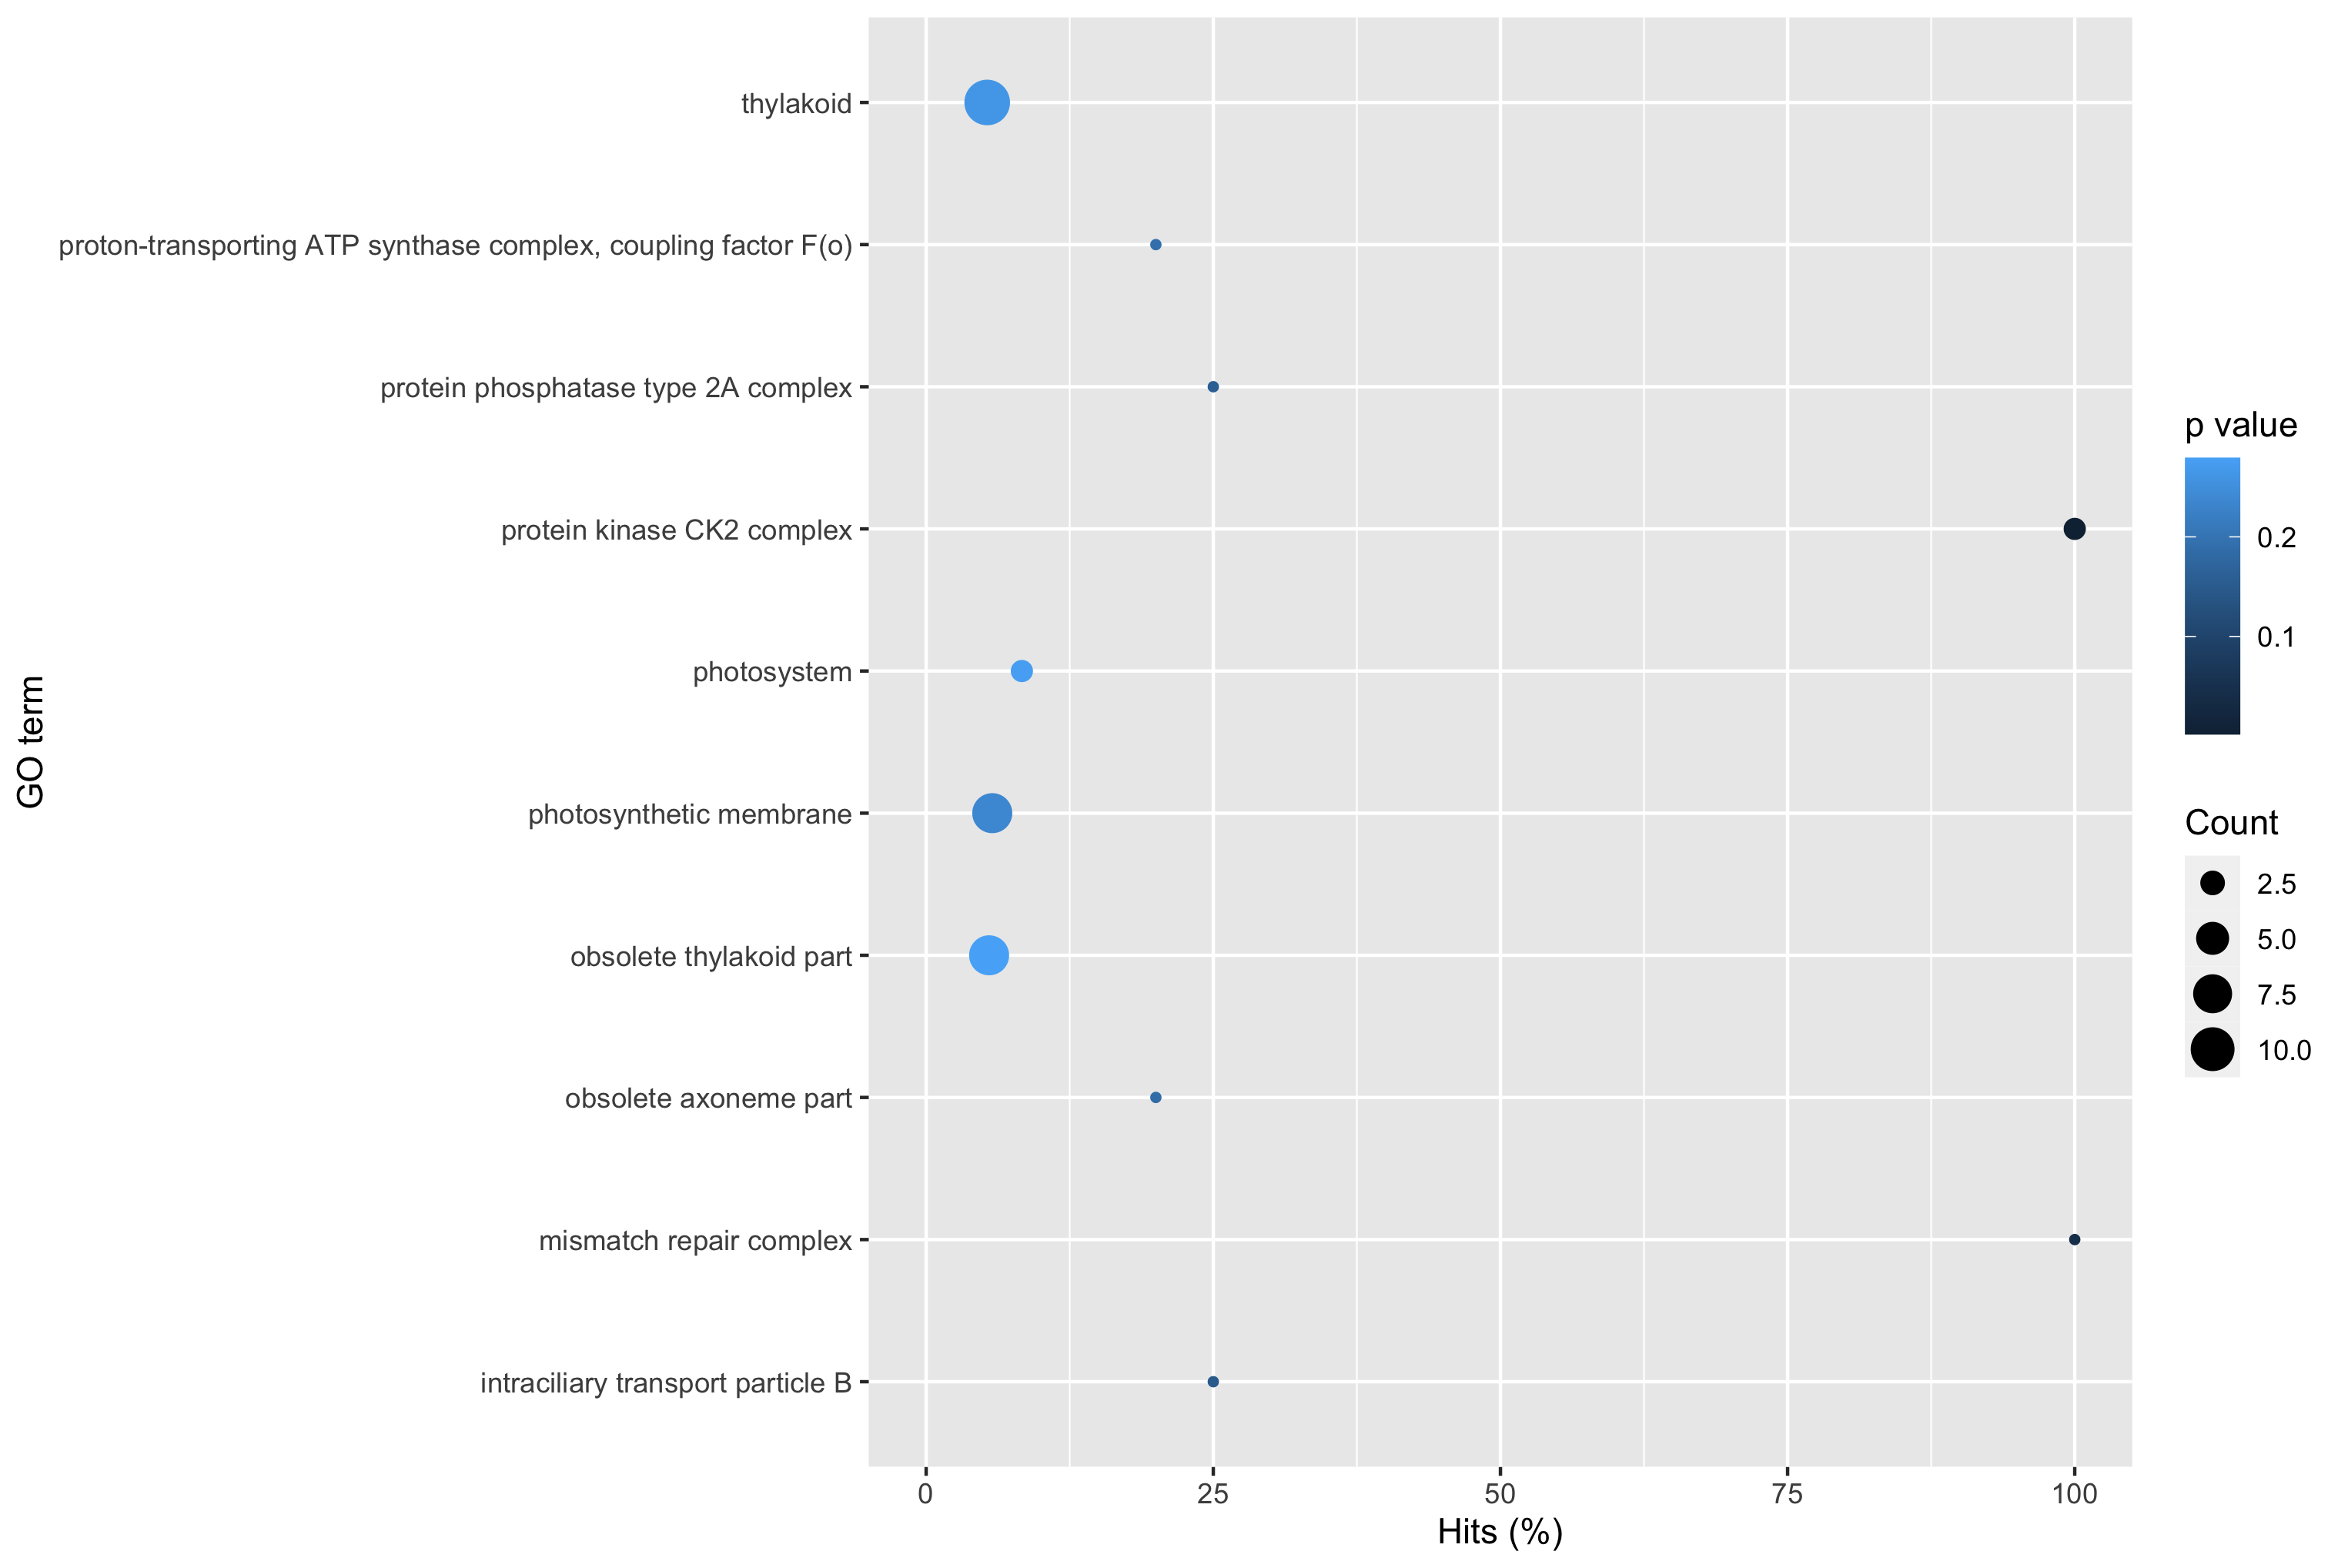 thylakoid
proton-transporting ATP synthase complex, coupling factor F(o)
protein phosphatase type 2A complex
protein kinase CK2 complex
photosystem
photosynthetic membrane
obsolete thylakoid part
obsolete axoneme part
mismatch repair complex
intraciliary transport particle B
GO term
0 25 50 75 100
Hits (%)
p value
0.2
0.1
Count
2.5
5.0
7.5
10.0